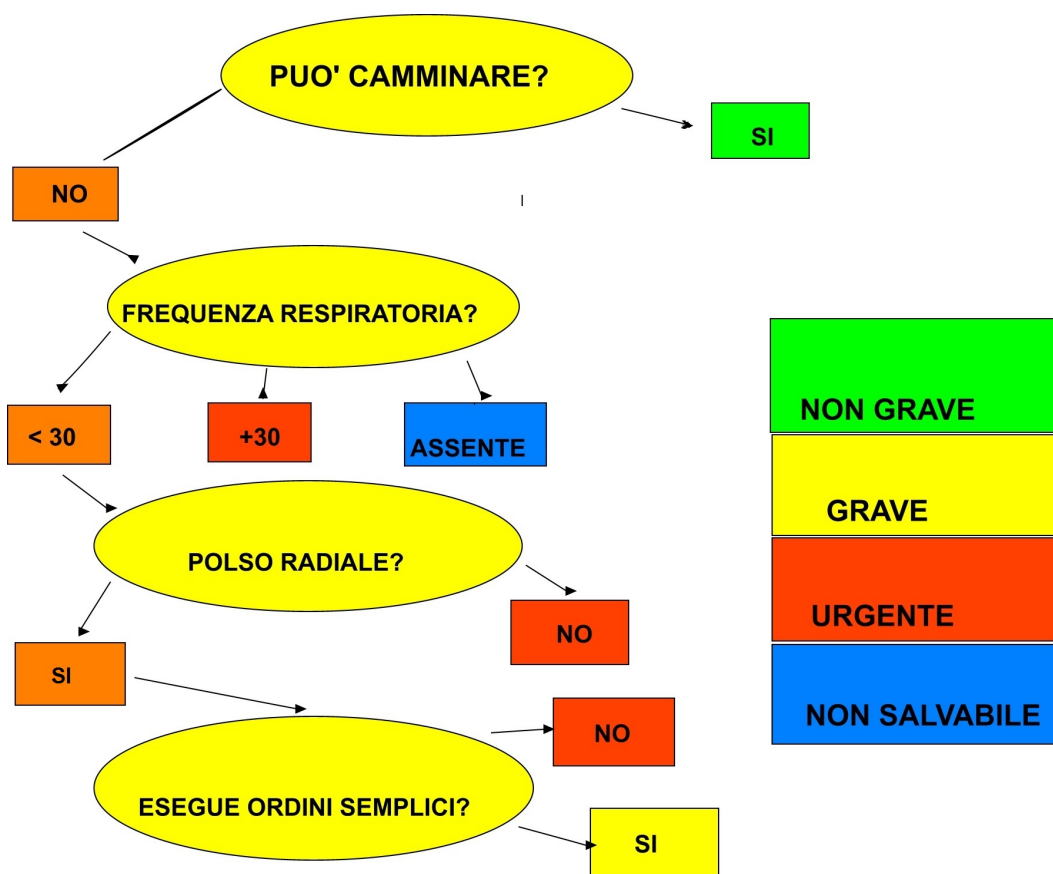 PUO' CAMMINARE?
SI
NO
FREQUENZA RESPIRATORIA?
< 30
+30
ASSENTE
POLSO RADIALE?
NO
SI
NO
ESEGUE ORDINI SEMPLICI?
SI
NON GRAVE
GRAVE
URGENTE
NON SALVABILE